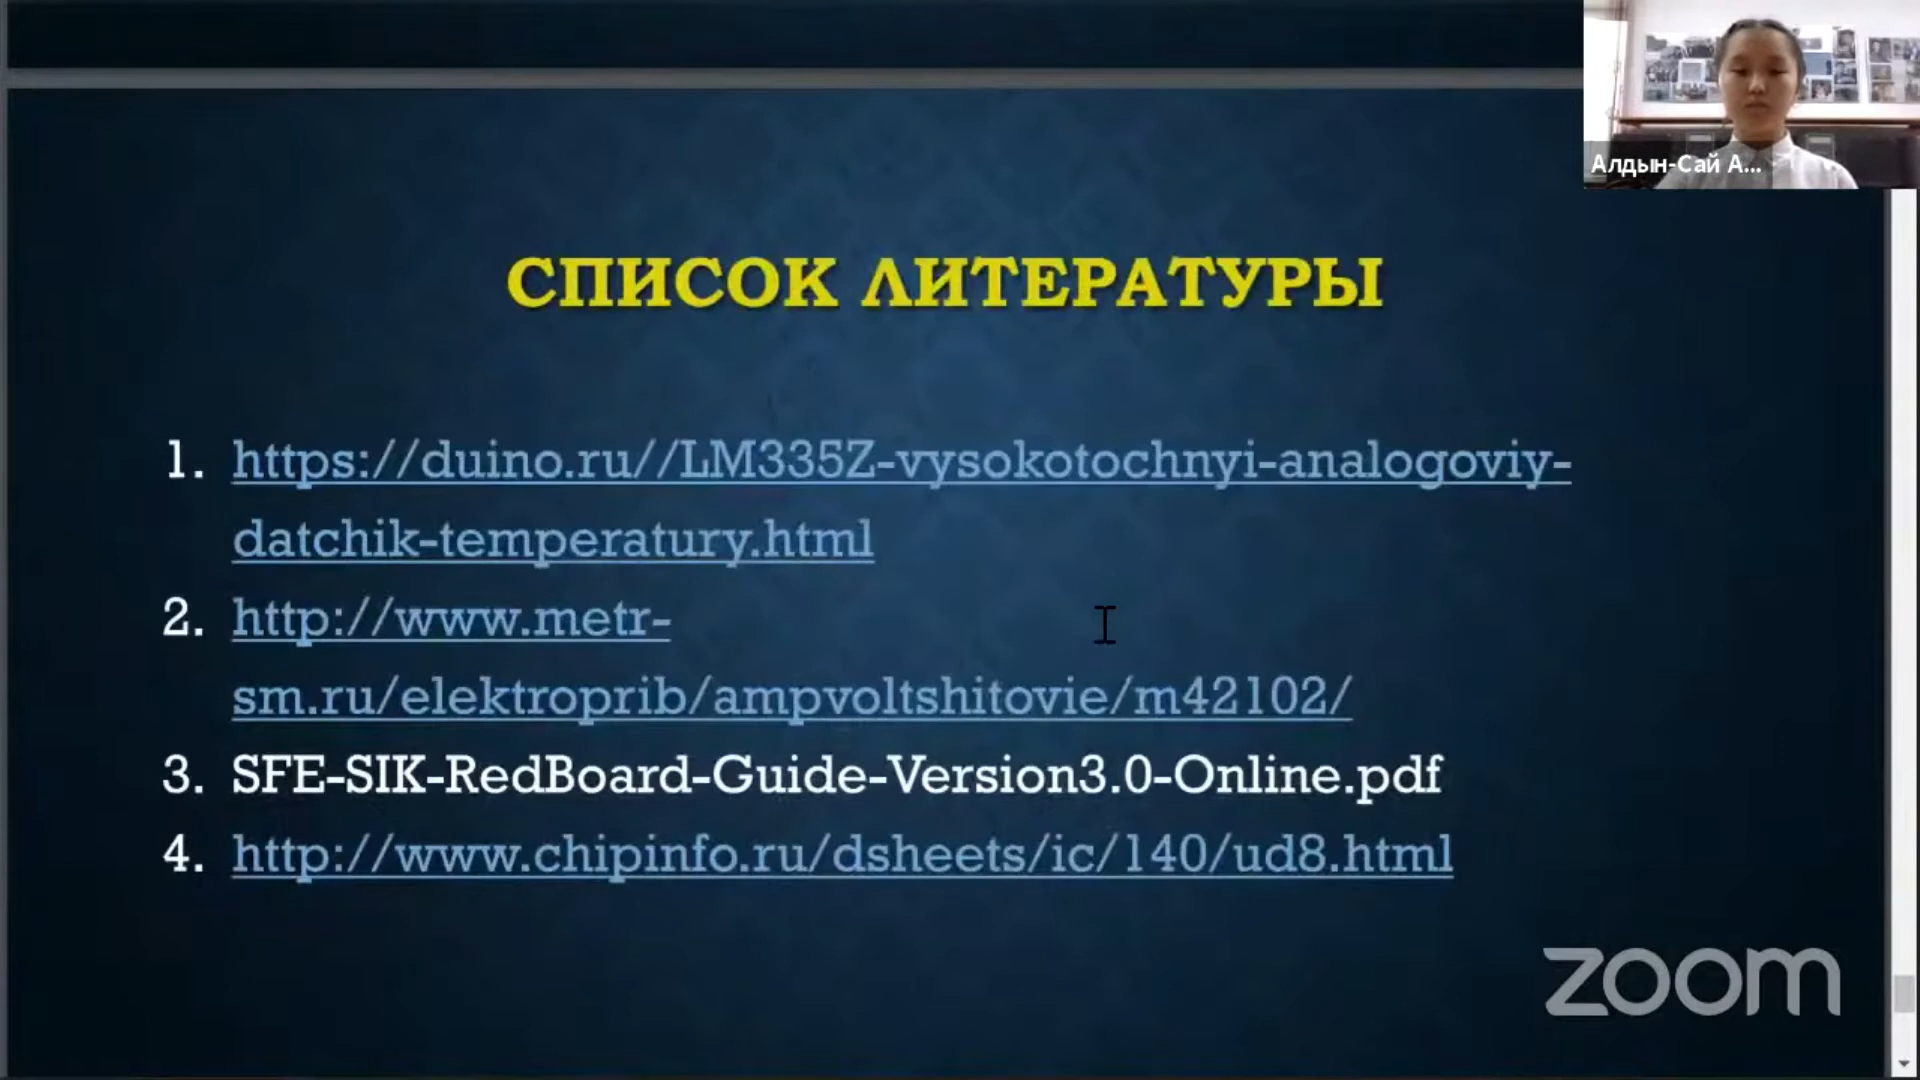 Алдын-Сай А...
СПИСОК ЛИТЕРАТУРЫ
1. https://duino.ru//LM335Z-vysokotochnyi-analogoviy-
datchik-temperatury.html
2. http://www.metr-
sm.ru/elektroprib/ampvoltshitovie/m42102/
3. SFE-SIK-RedBoard-Guide-Version3.0-Online.pdf
4. http://www.chipinfo.ru/dsheets/ic/140/ud8.html
zoom